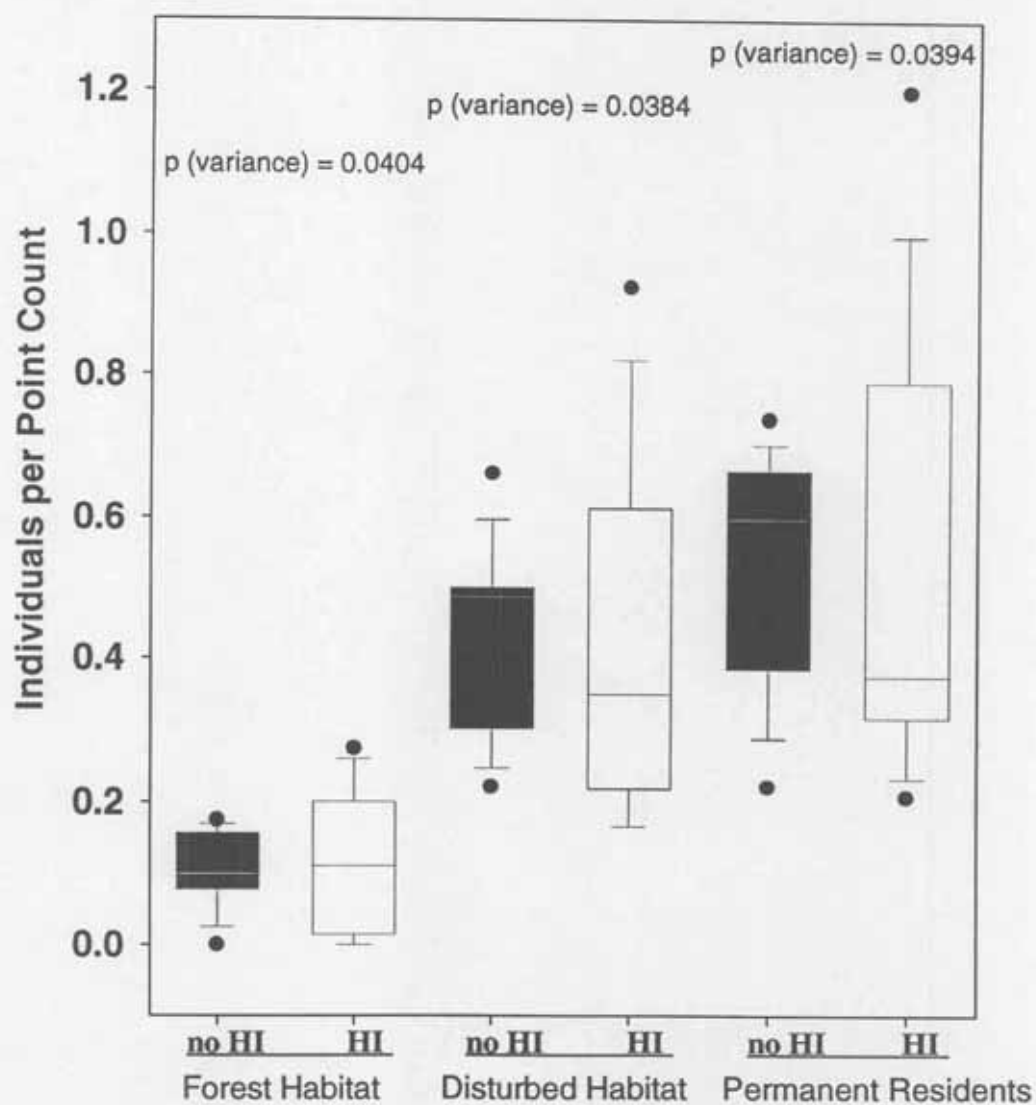 p (variance) = 0.0394
p (variance) = 0.0384
p (variance) = 0.0404
Individuals per Point Count
1.2
1.0
0.8
0.6
0.4
0.2
0.0
no HI HI no HI HI no HI HI
Forest Habitat Disturbed Habitat Permanent Residents